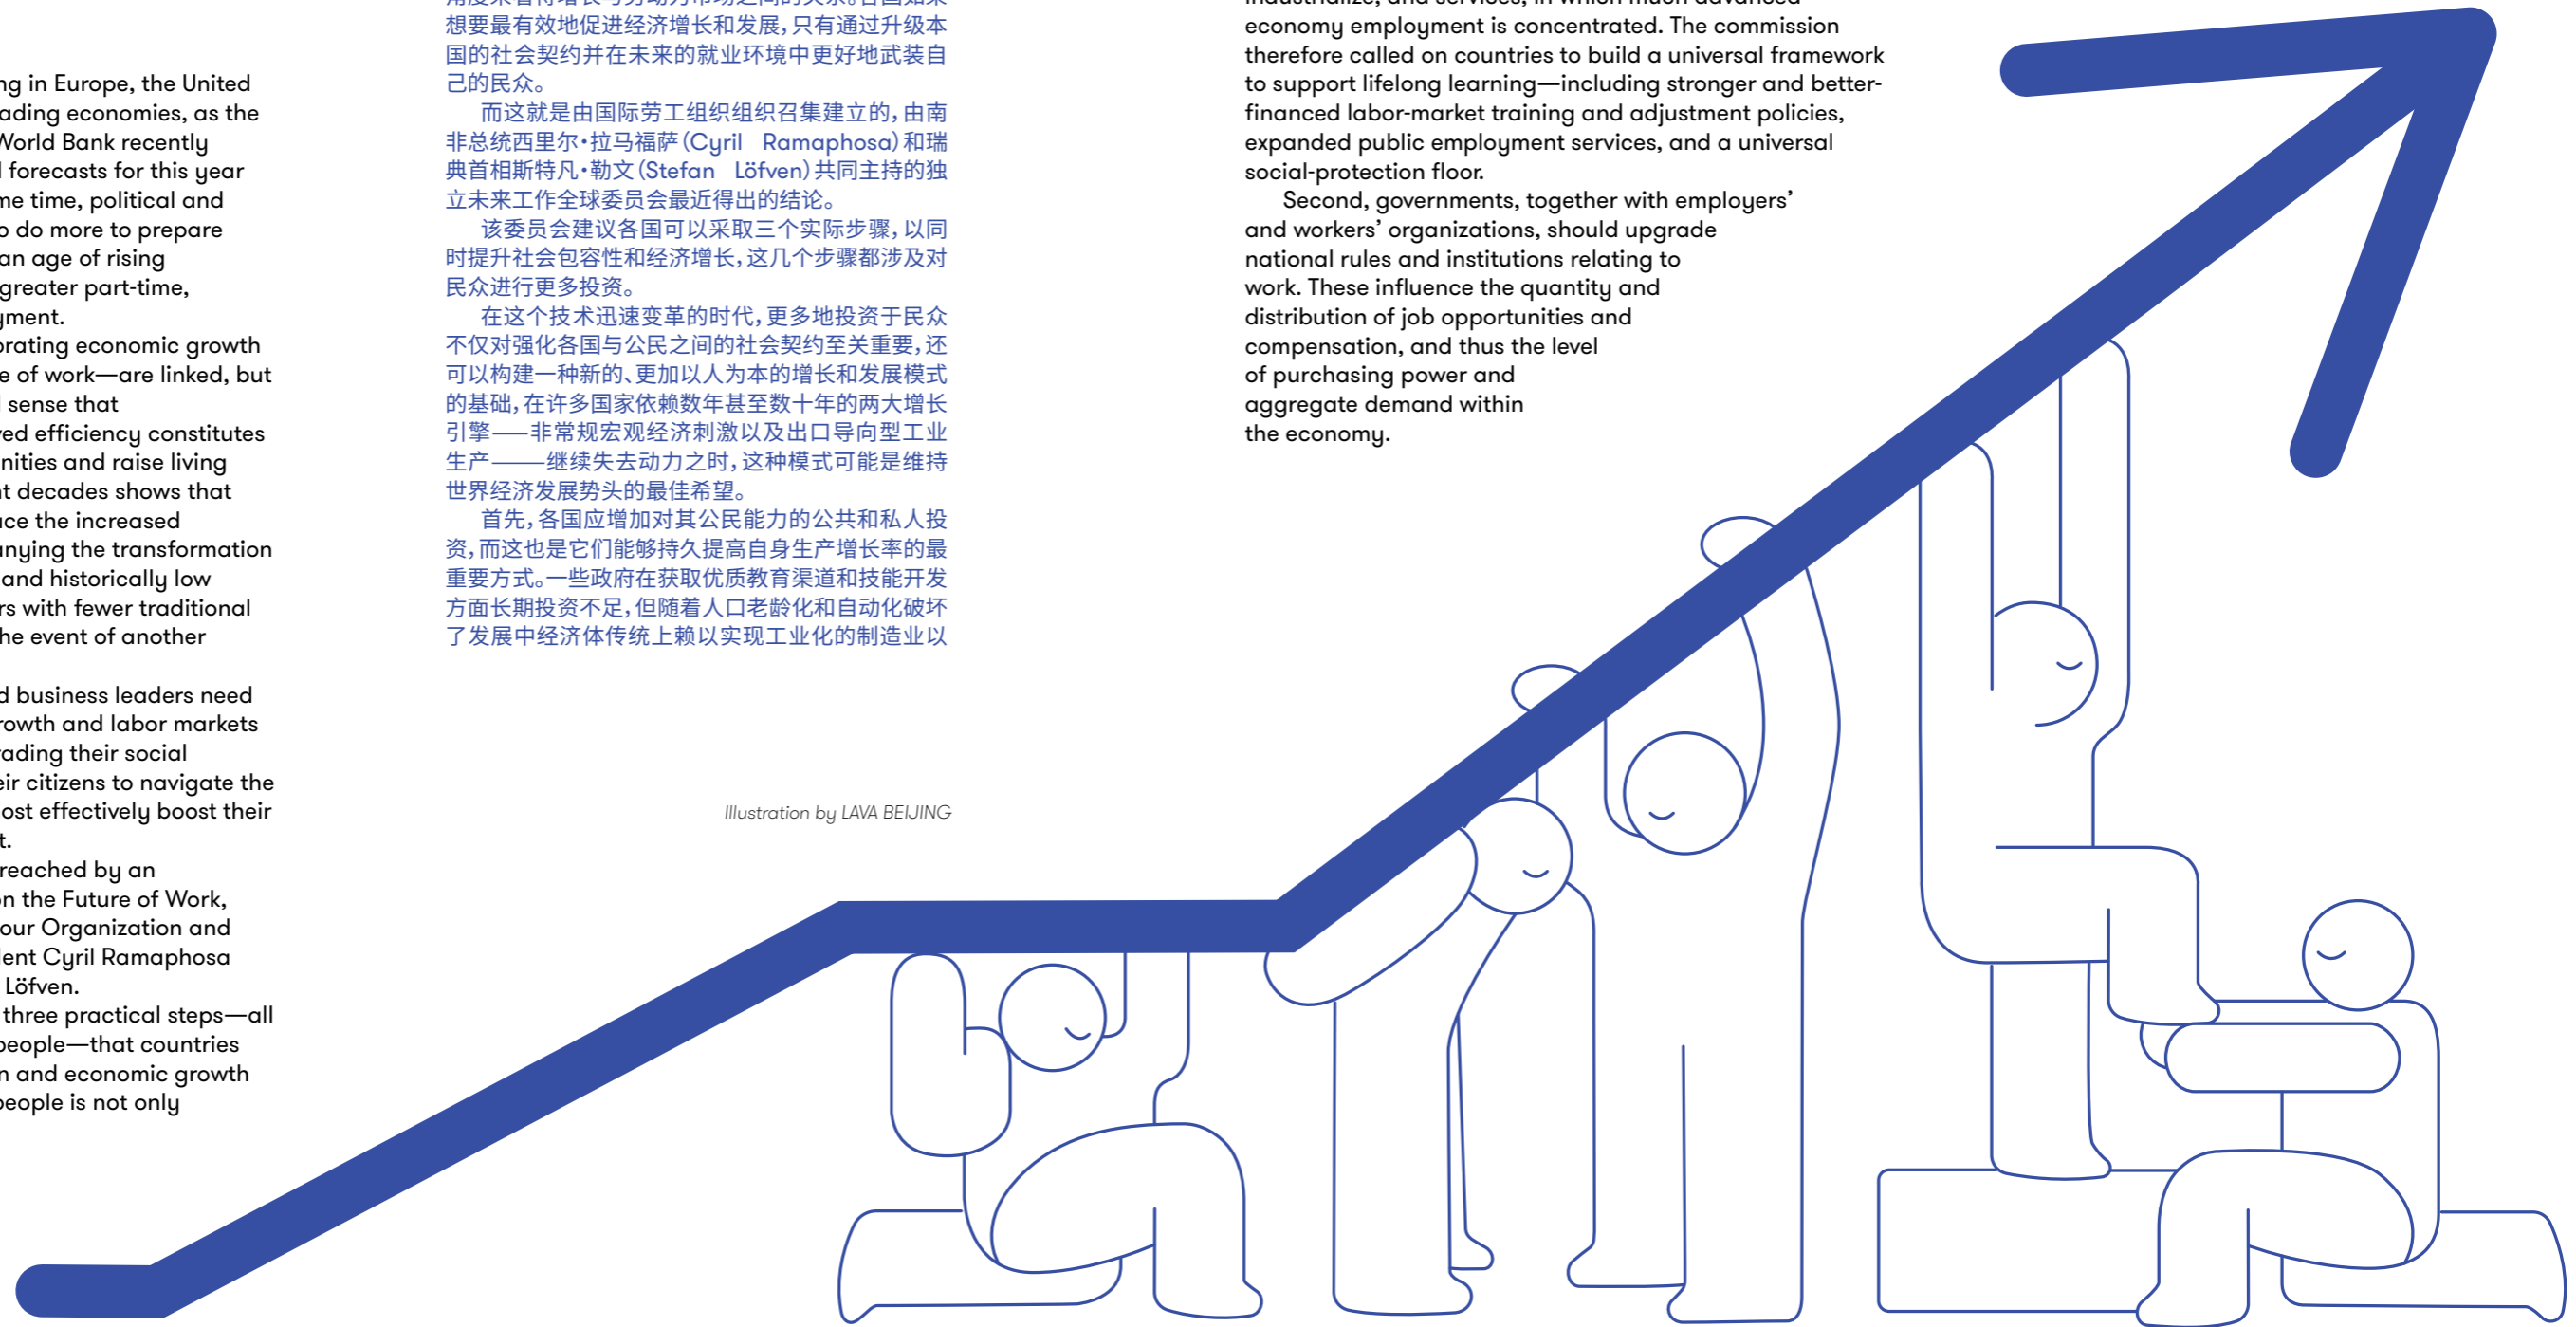 ng in Europe, the United
ading economies, as the
World Bank recently
forecasts for this year
me time, political and
o do more to prepare
an age of rising
greater part-time,
yment.
orating economic growth
e of work—are linked, but
sense that
ved efficiency constitutes
nities and raise living
nt decades shows that
uce the increased
anying the transformation
and historically low
rs with fewer traditional
he event of another
d business leaders need
rowth and labor markets
rading their social
eir citizens to navigate the
ost effectively boost their
t.
reached by an
on the Future of Work,
our Organization and
dent Cyril Ramaphosa
Löfven.
three practical steps—all
people—that countries
n and economic growth
people is not only
想要最有效地促进经济增长和发展，只有通过升级本
国的社会契约并在未来的就业环境中更好地武装自
己的民众。
而这就是由国际劳工组织组织召集建立的，由南
非总统西里尔·拉马福萨（Cyril Ramaphosa）和瑞
典首相斯特凡·勒文（Stefan Löfven）共同主持的独
立未来工作全球委员会最近得出的结论。
该委员会建议各国可以采取三个实际步骤，以同
时提升社会包容性和经济增长，这几个步骤都涉及对
民众进行更多投资。
在这个技术迅速变革的时代，更多地投资于民众
不仅对强化各国与公民之间的社会契约至关重要，还
可以构建一种新的、更加以人为本的增长和发展模式
的基础，在许多国家依赖数年甚至数十年的两大增长
引擎——非常规宏观经济刺激以及出口导向型工业
生产——继续失去动力之时，这种模式可能是维持
世界经济发展势头的最佳希望。
首先，各国应增加对其公民能力的公共和私人投
资，而这也是它们能够持久提高自身生产增长率的最
重要方式。一些政府在获取优质教育渠道和技能开发
方面长期投资不足，但随着人口老龄化和自动化破坏
了发展中经济体传统上赖以实现工业化的制造业以
Illustration by LAVA BEIJING
industrialize, and services, in which much advanced
economy employment is concentrated. The commission
therefore called on countries to build a universal framework
to support lifelong learning—including stronger and better-
financed labor-market training and adjustment policies,
expanded public employment services, and a universal
social-protection floor.
Second, governments, together with employers’
and workers’ organizations, should upgrade
national rules and institutions relating to
work. These influence the quantity and
distribution of job opportunities and
compensation, and thus the level
of purchasing power and
aggregate demand within
the economy.